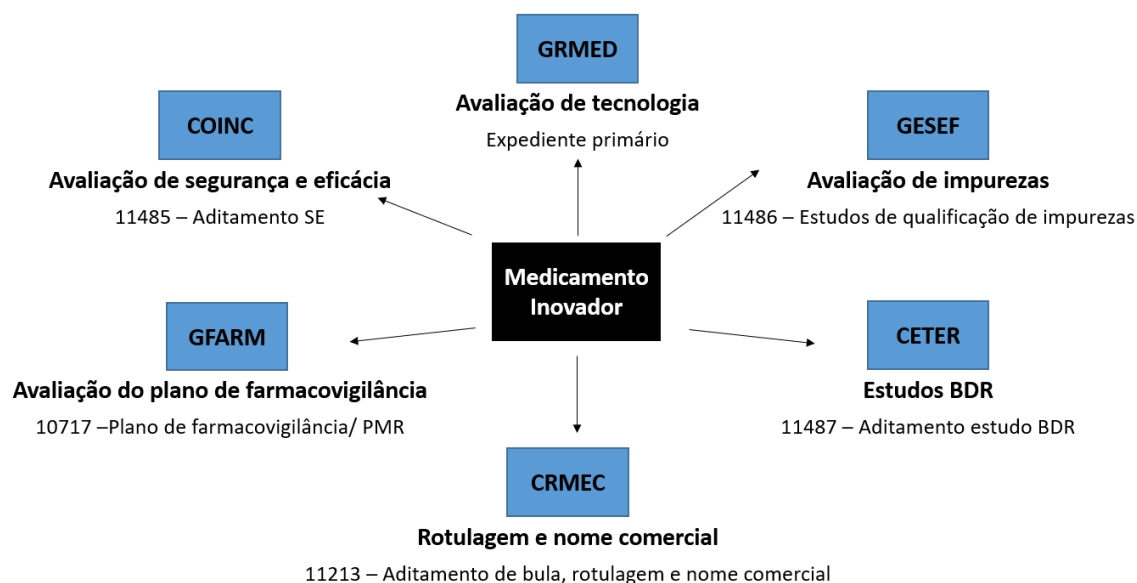 GRMED
Avaliação de tecnologia
Expediente primário
COINC
Avaliação de segurança e eficácia
11485 – Aditamento SE
GESEF
Avaliação de impurezas
11486 – Estudos de qualificação de impurezas
Medicamento
Inovador
GFARM
Avaliação do plano de farmacovigilância
10717 –Plano de farmacovigilância/ PMR
CETER
Estudos BDR
11487 – Aditamento estudo BDR
CRMEC
Rotulagem e nome comercial
11213 – Aditamento de bula, rotulagem e nome comercial